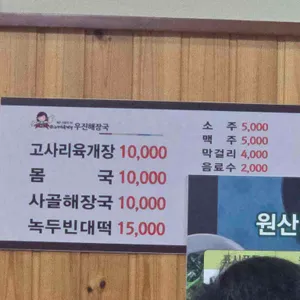 우진해장국
고사리육개장 10,000
몸 국 10,000
사골해장국 10,000
녹두빈대떡 15,000
소 주 5,000
맥 주 5,000
막걸리 4,000
음료수 2,000
원산